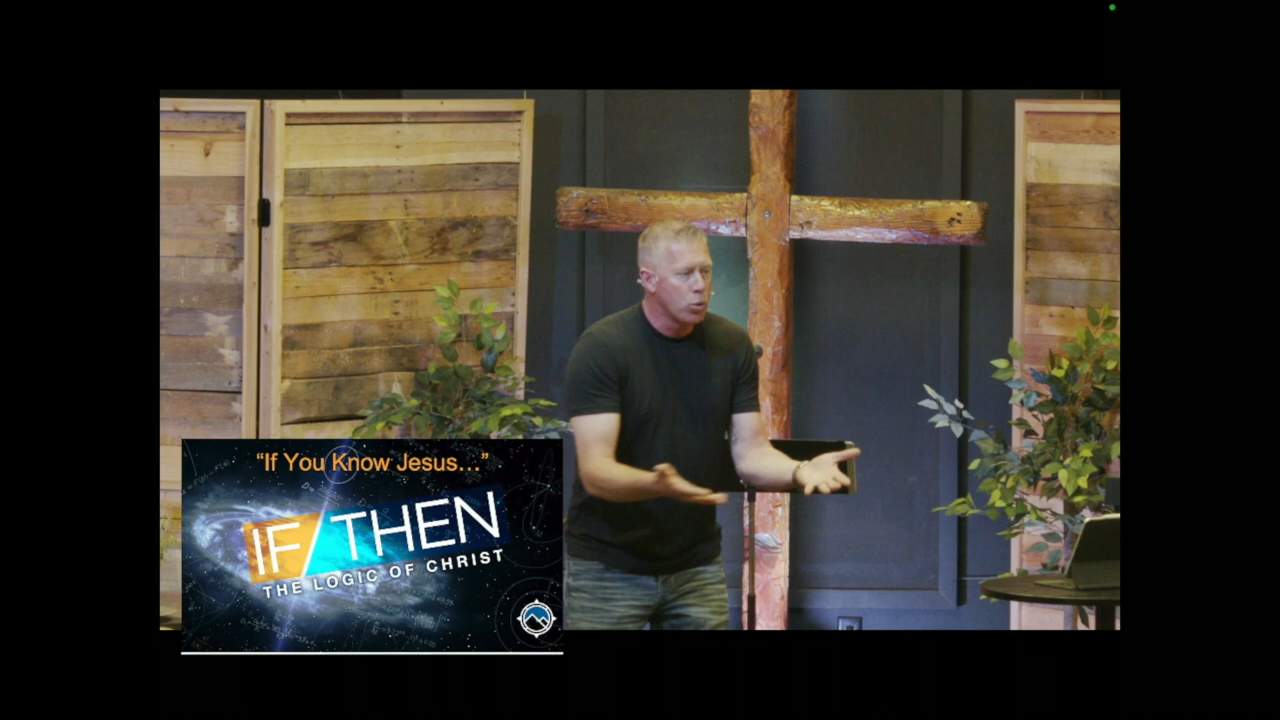 “If You Know Jesus…”
IF/THEN
THE LOGIC OF CHRIST